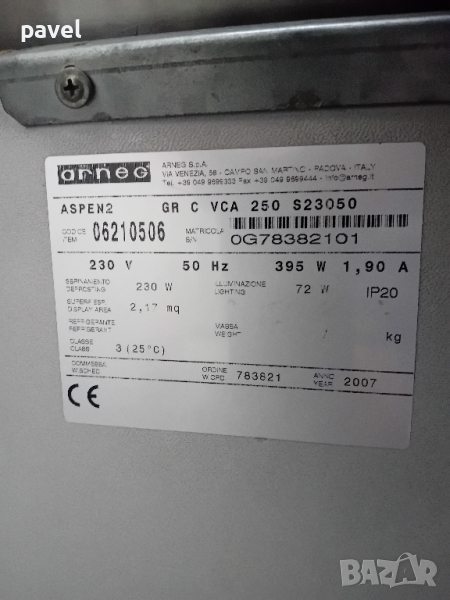 pavel
arneg
ARNEG S.p.A.
VIA VENEZIA, 58 - CAMPO SAN MARTINO - PADOVA - ITALY
Tel. +39 049 9699333 Fax +39 049 9699444 - info@arneg.it
ASPEN2 GR C VCA 250 S23050
CODICE ITEM 06210506 MATRICOLA S/N 0G78382101
230 V 50 Hz 395 W 1,90 A
SBRINAMENTO DEFROSTING 230 W ILLUMINAZIONE LIGHTING 72 W IP20
SUPERF. ESP. DISPLAY AREA 2,17 mq
REFRIGERANTE REFRIGERANT MASSA WEIGHT / kg
CLASSE CLASS 3 (25°C)
COMMESSA W.SCHED ORDINE W.ORD 783821 ANNO YEAR 2007
CE
BAZAR